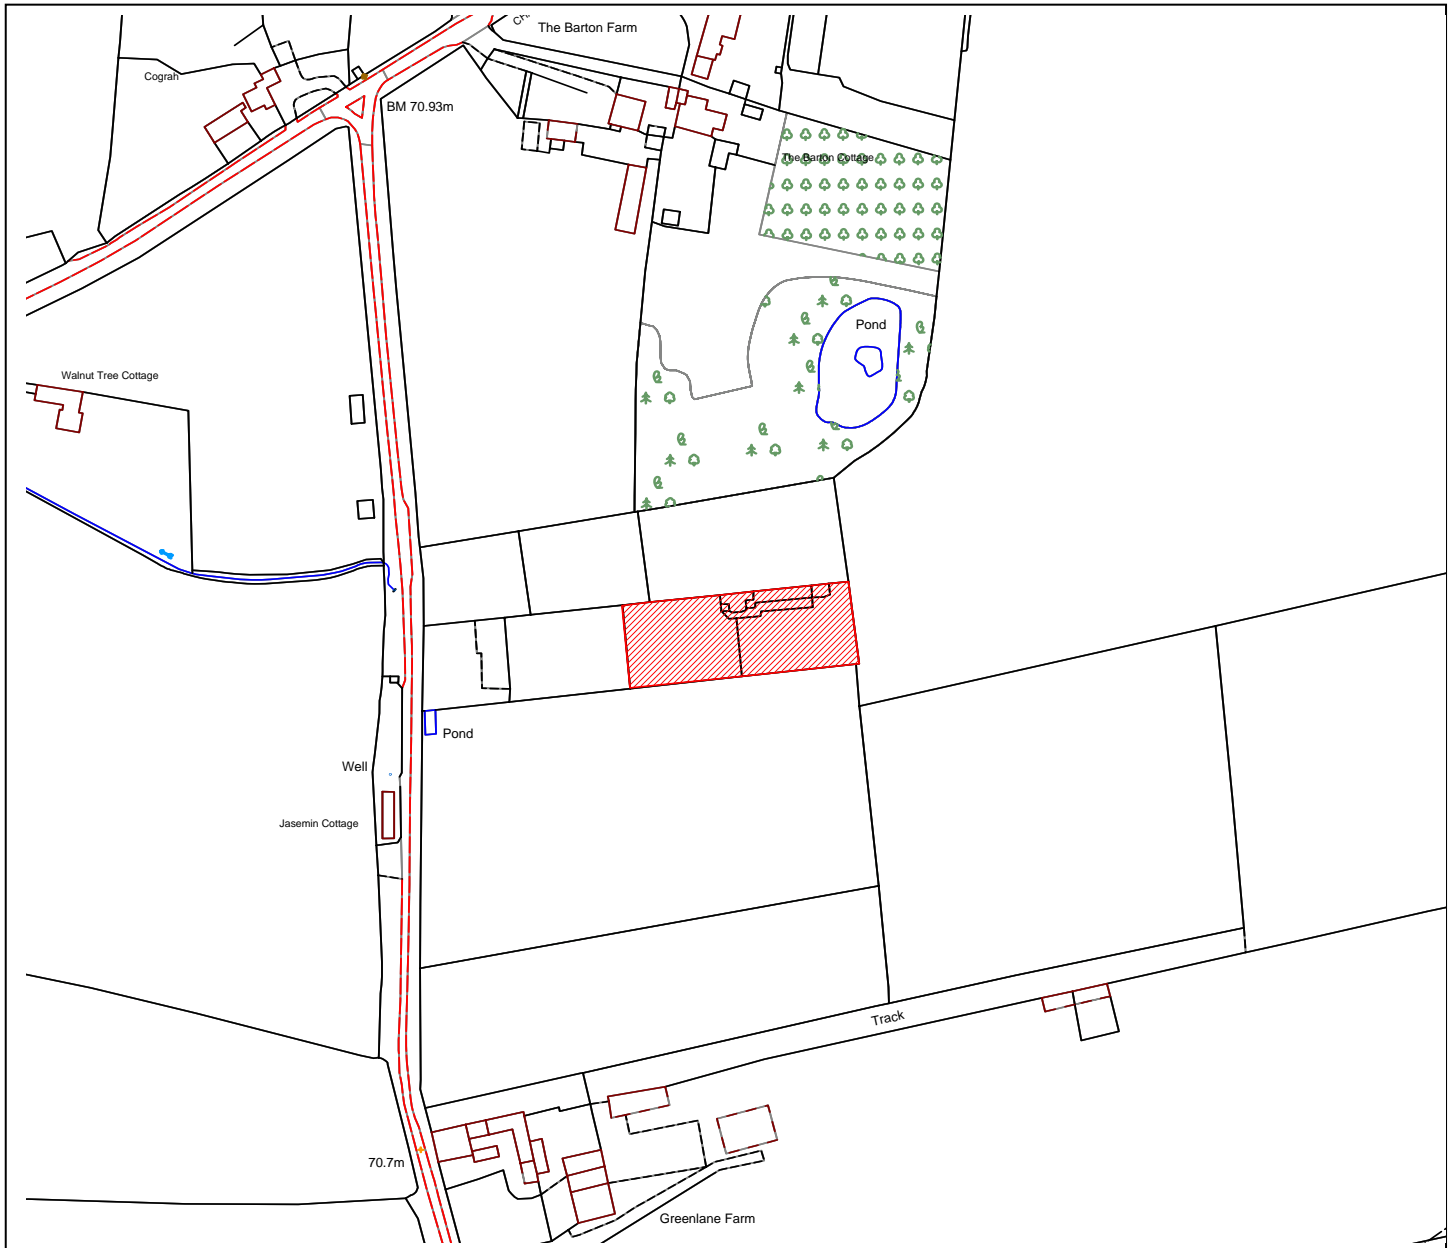 The Barton Farm
Cograh
BM 70.93m
The Barton Cottage
Pond
Walnut Tree Cottage
Pond
Well
Jasemin Cottage
Track
70.7m
Greenlane Farm